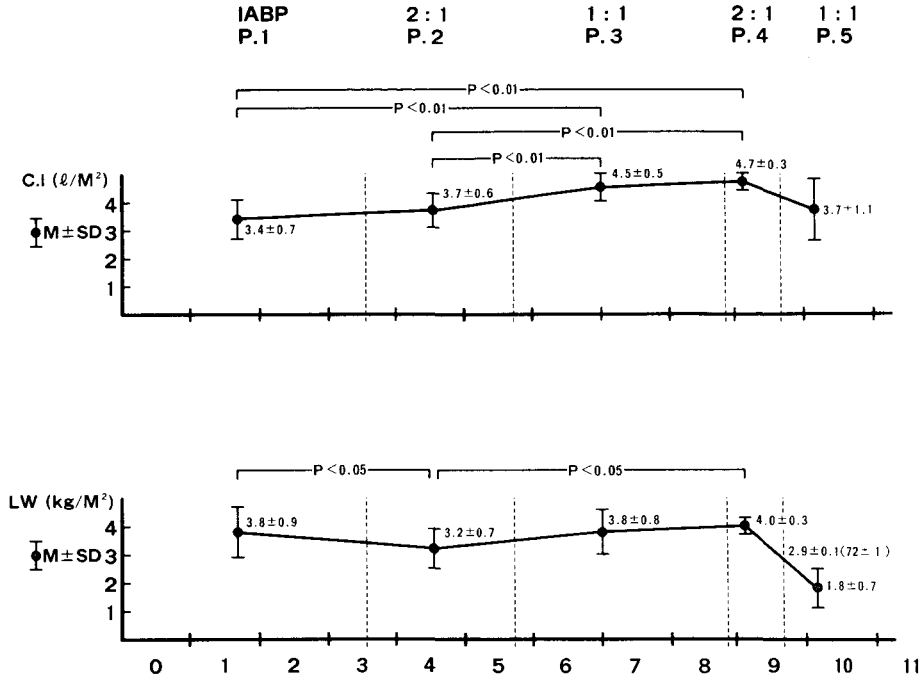 IABP 2 : 1 1 : 1 2 : 1 1 : 1
P.1 P.2 P.3 P.4 P.5
P<0.01
P<0.01
P<0.01
P<0.01
C.I (ℓ/M²)
4.7±0.3
4.5±0.5
3.7±0.6
4
3.7±1.1
M±SD 3
3.4±0.7
2
1
P<0.05 P<0.05
LW (kg/M²)
4
3.8±0.9 3.2±0.7 3.8±0.8 4.0±0.3
M±SD 3
2.9±0.1(72±1)
2
1.8±0.7
1
0 1 2 3 4 5 6 7 8 9 10 11